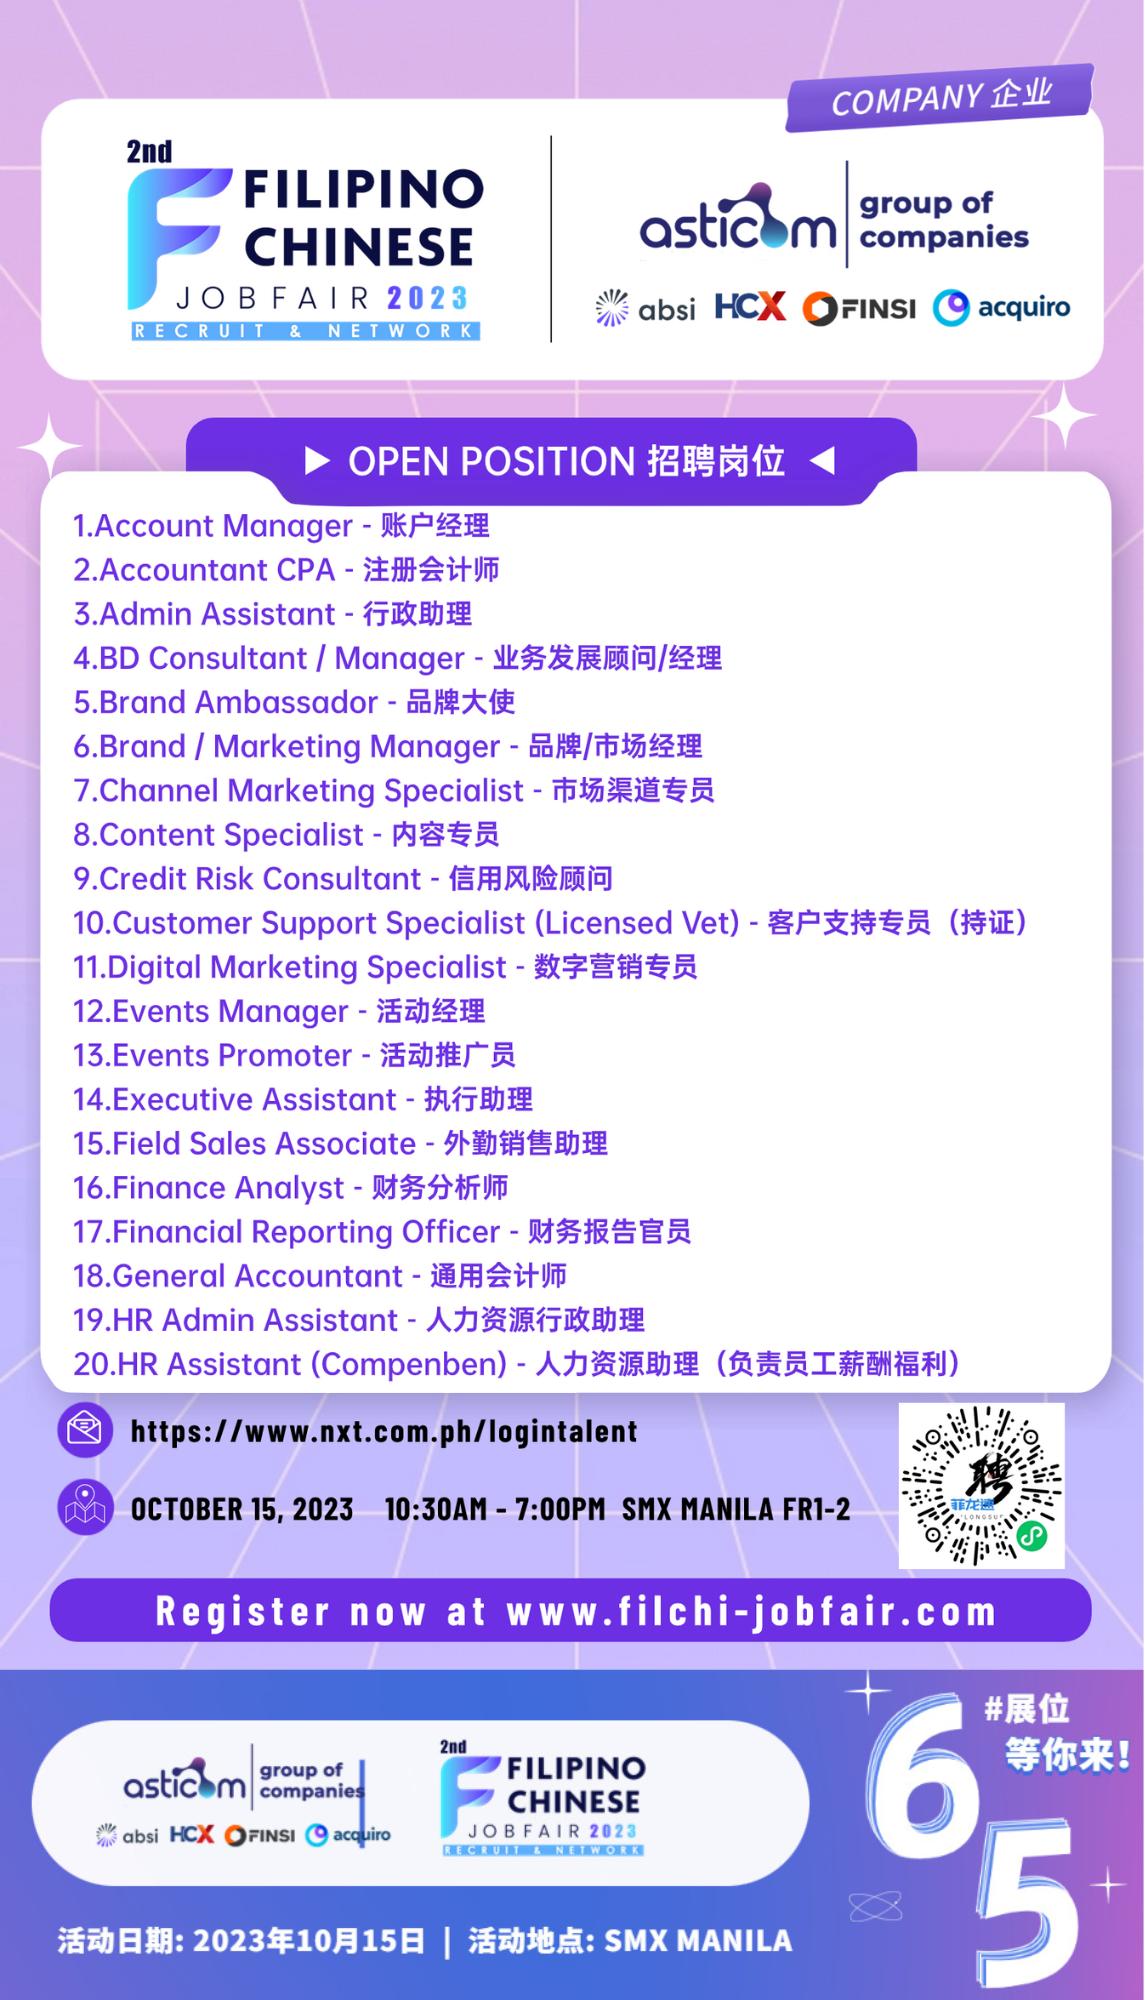 COMPANY 企业
2nd
FILIPINO
CHINESE
JOBFAIR 2023
RECRUIT & NETWORK
asticom
group of
companies
absi HCX FINSI acquiro
OPEN POSITION 招聘岗位
1.Account Manager - 账户经理
2.Accountant CPA - 注册会计师
3.Admin Assistant - 行政助理
4.BD Consultant / Manager - 业务发展顾问/经理
5.Brand Ambassador - 品牌大使
6.Brand / Marketing Manager - 品牌/市场经理
7.Channel Marketing Specialist - 市场渠道专员
8.Content Specialist - 内容专员
9.Credit Risk Consultant - 信用风险顾问
10.Customer Support Specialist (Licensed Vet) - 客户支持专员（持证）
11.Digital Marketing Specialist - 数字营销专员
12.Events Manager - 活动经理
13.Events Promoter - 活动推广员
14.Executive Assistant - 执行助理
15.Field Sales Associate - 外勤销售助理
16.Finance Analyst - 财务分析师
17.Financial Reporting Officer - 财务报告官员
18.General Accountant - 通用会计师
19.HR Admin Assistant - 人力资源行政助理
20.HR Assistant (Compenben) - 人力资源助理（负责员工薪酬福利）
https://www.nxt.com.ph/logintalent
OCTOBER 15, 2023 10:30AM - 7:00PM SMX MANILA FR1-2
聘
菲龙速
Register now at www.filchi-jobfair.com
asticom
group of
companies
absi HCX FINSI acquiro
2nd
FILIPINO
CHINESE
JOBFAIR 2023
RECRUIT & NETWORK
#展位
等你来!
65
活动日期: 2023年10月15日 | 活动地点: SMX MANILA